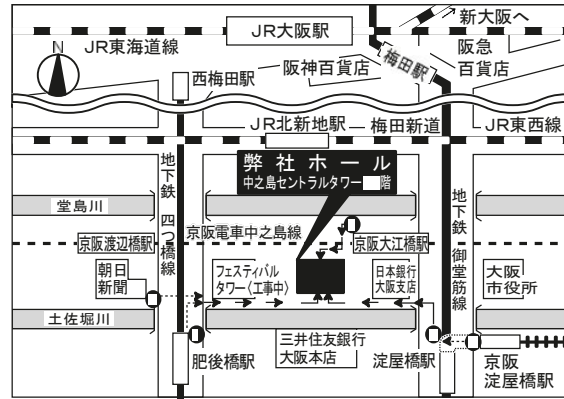 新大阪へ
JR大阪駅
JR東海道線
阪急
百貨店
N
阪神百貨店
梅田駅
西梅田駅
JR北新地駅
梅田新道
JR東西線
弊社ホール
中之島セントラルタワー 階
地下鉄 四つ橋線
地下鉄 御堂筋線
堂島川
京阪電車中之島線
京阪渡辺橋駅
京阪大江橋駅
朝日
新聞
フェスティバル
タワー〈工事中〉
日本銀行
大阪支店
大阪
市役所
土佐堀川
三井住友銀行
大阪本店
肥後橋駅
淀屋橋駅
京阪
淀屋橋駅